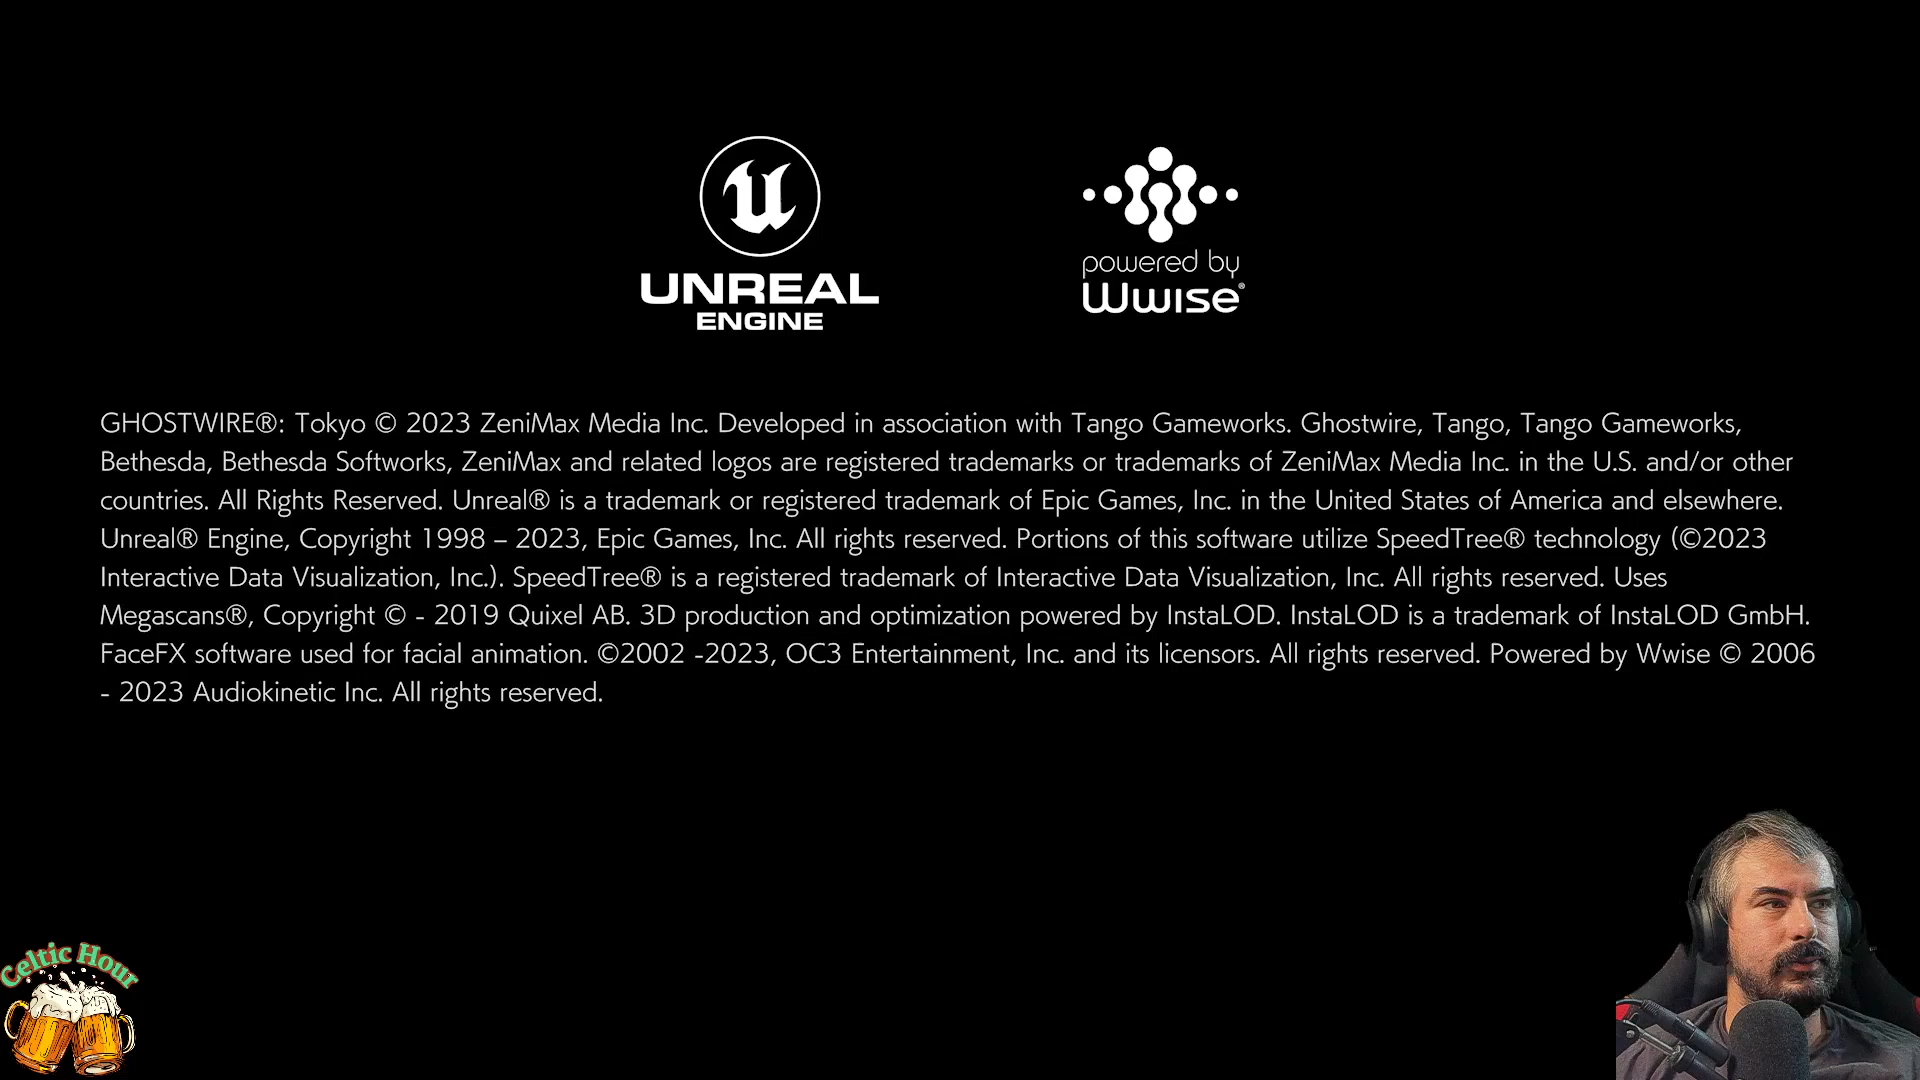 UNREAL
ENGINE
powered by
Wwise®
GHOSTWIRE®: Tokyo © 2023 ZeniMax Media Inc. Developed in association with Tango Gameworks. Ghostwire, Tango, Tango Gameworks,
Bethesda, Bethesda Softworks, ZeniMax and related logos are registered trademarks or trademarks of ZeniMax Media Inc. in the U.S. and/or other
countries. All Rights Reserved. Unreal® is a trademark or registered trademark of Epic Games, Inc. in the United States of America and elsewhere.
Unreal® Engine, Copyright 1998 – 2023, Epic Games, Inc. All rights reserved. Portions of this software utilize SpeedTree® technology (©2023
Interactive Data Visualization, Inc.). SpeedTree® is a registered trademark of Interactive Data Visualization, Inc. All rights reserved. Uses
Megascans®, Copyright © - 2019 Quixel AB. 3D production and optimization powered by InstaLOD. InstaLOD is a trademark of InstaLOD GmbH.
FaceFX software used for facial animation. ©2002 -2023, OC3 Entertainment, Inc. and its licensors. All rights reserved. Powered by Wwise © 2006
- 2023 Audiokinetic Inc. All rights reserved.
Celtic Hour